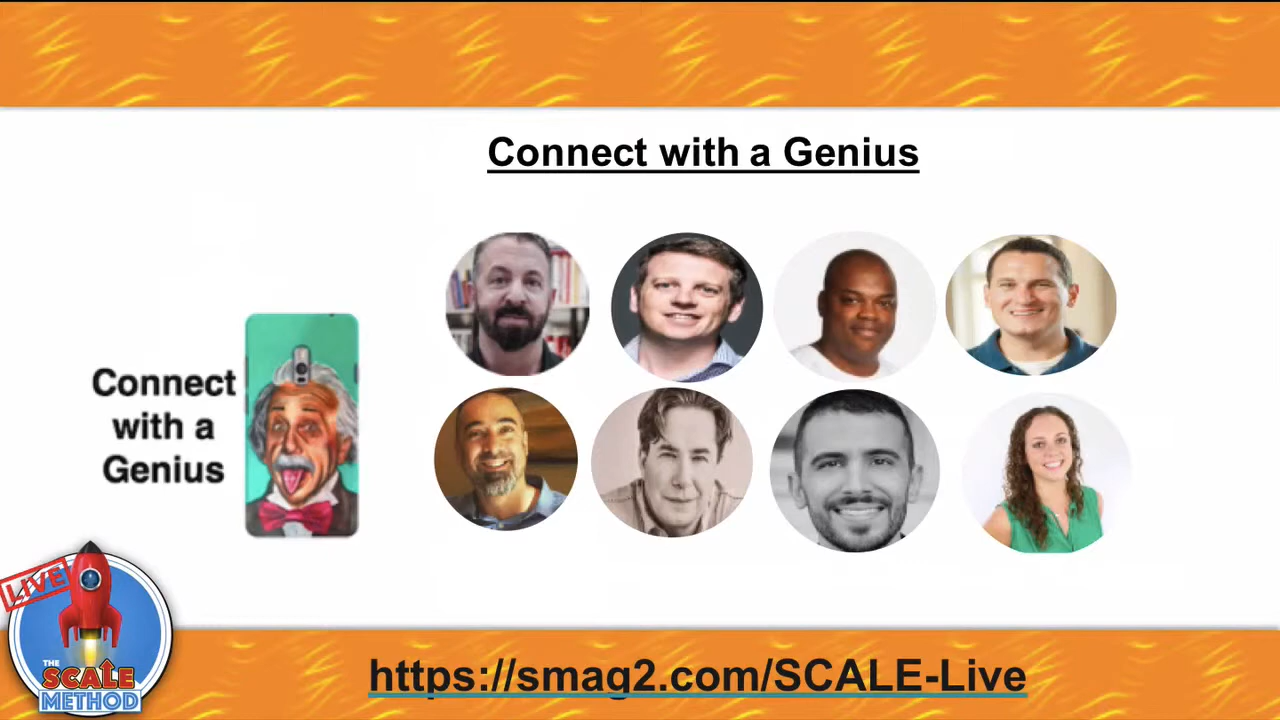 Connect with a Genius
Connect
with a
Genius
LIVE
THE
SCALE
METHOD
https://smag2.com/SCALE-Live